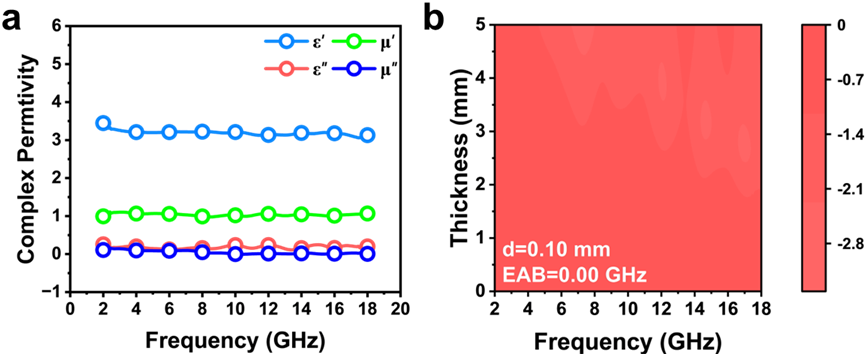 a
Complex Permtivity
6
5
4
3
2
1
0
−1
ε′ μ′
ε″ μ″
0 2 4 6 8 10 12 14 16 18 20
Frequency (GHz)
b
Thickness (mm)
5
4
3
2
1
0
d=0.10 mm
EAB=0.00 GHz
2 4 6 8 10 12 14 16 18
Frequency (GHz)
0
-0.7
-1.4
-2.1
-2.8